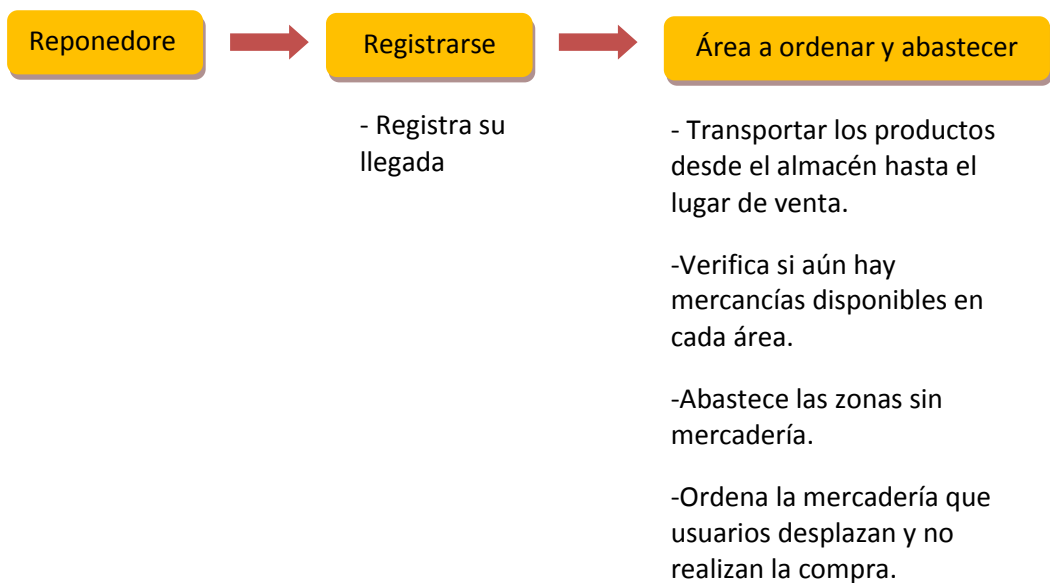 Reponedore
Registrarse
Área a ordenar y abastecer
- Registra su
llegada
- Transportar los productos
desde el almacén hasta el
lugar de venta.
-Verifica si aún hay
mercancías disponibles en
cada área.
-Abastece las zonas sin
mercadería.
-Ordena la mercadería que
usuarios desplazan y no
realizan la compra.